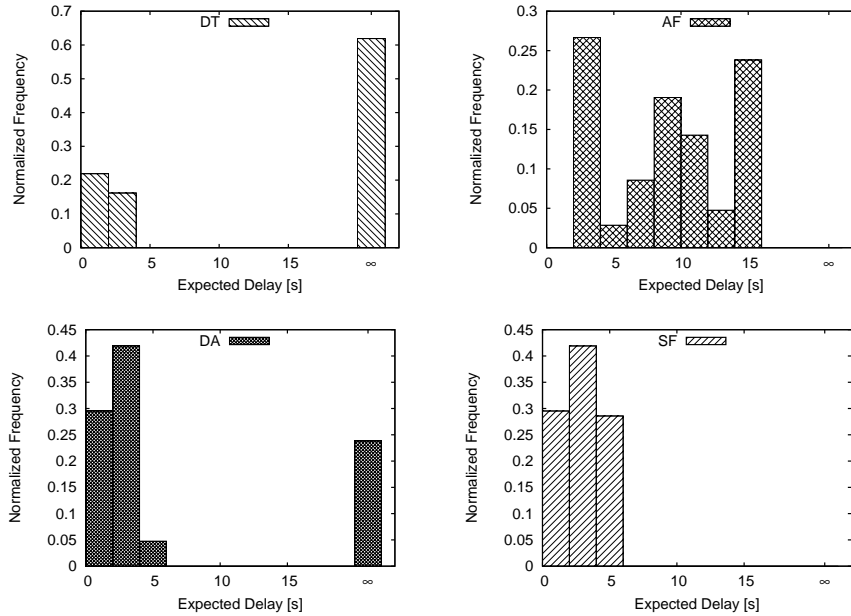 DT
Normalized Frequency
0.7
0.6
0.5
0.4
0.3
0.2
0.1
0
0 5 10 15 ∞
Expected Delay [s]
AF
Normalized Frequency
0.3
0.25
0.2
0.15
0.1
0.05
0
0 5 10 15 ∞
Expected Delay [s]
DA
Normalized Frequency
0.45
0.4
0.35
0.3
0.25
0.2
0.15
0.1
0.05
0
0 5 10 15 ∞
Expected Delay [s]
SF
Normalized Frequency
0.45
0.4
0.35
0.3
0.25
0.2
0.15
0.1
0.05
0
0 5 10 15 ∞
Expected Delay [s]